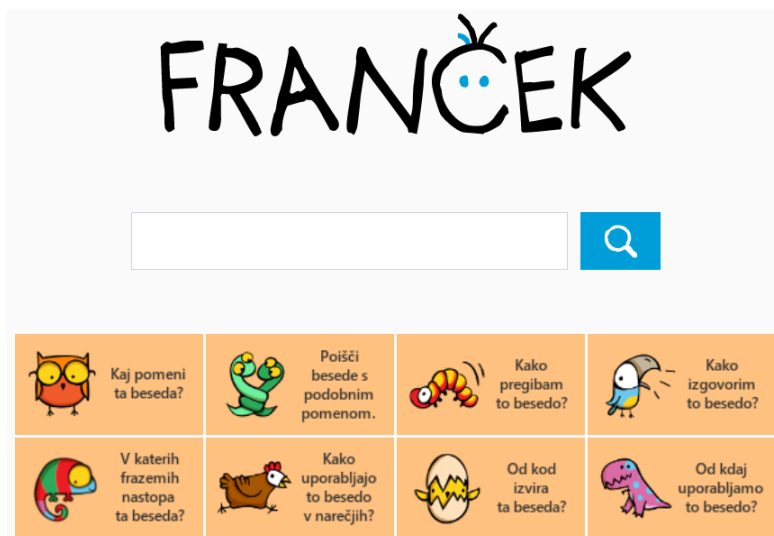 FRANČEK
Kaj pomeni
ta beseda?
Poišči
besede s
podobnim
pomenom.
Kako
pregibam
to besedo?
Kako
izgovorim
to besedo?
V katerih
frazemih
nastopa
ta beseda?
Kako
uporabljajo
to besedo
v narečjih?
Od kod
izvira
ta beseda?
Od kdaj
uporabljamo
to besedo?